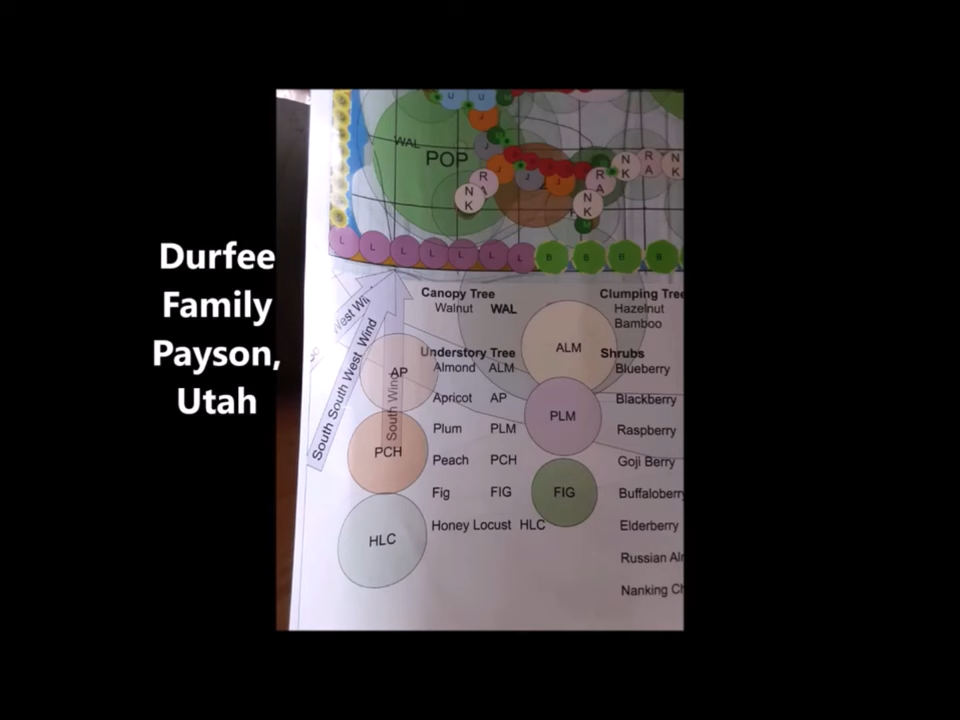 Durfee
Family
Payson,
Utah
U U
WAL
POP
J
J
J J J
R A
N K
R A
N K
N K
R A
N K
L L L L L L L B B B B
West Wi
South South West Wind
South Wind
Canopy Tree
Walnut WAL
Understory Tree
Almond ALM
Apricot AP
Plum PLM
Peach PCH
Fig FIG
Honey Locust HLC
AP
PCH
HLC
ALM
PLM
FIG
Clumping Tree
Hazelnut
Bamboo
Shrubs
Blueberry
Blackberry
Raspberry
Goji Berry
Buffaloberry
Elderberry
Russian Al
Nanking Ch